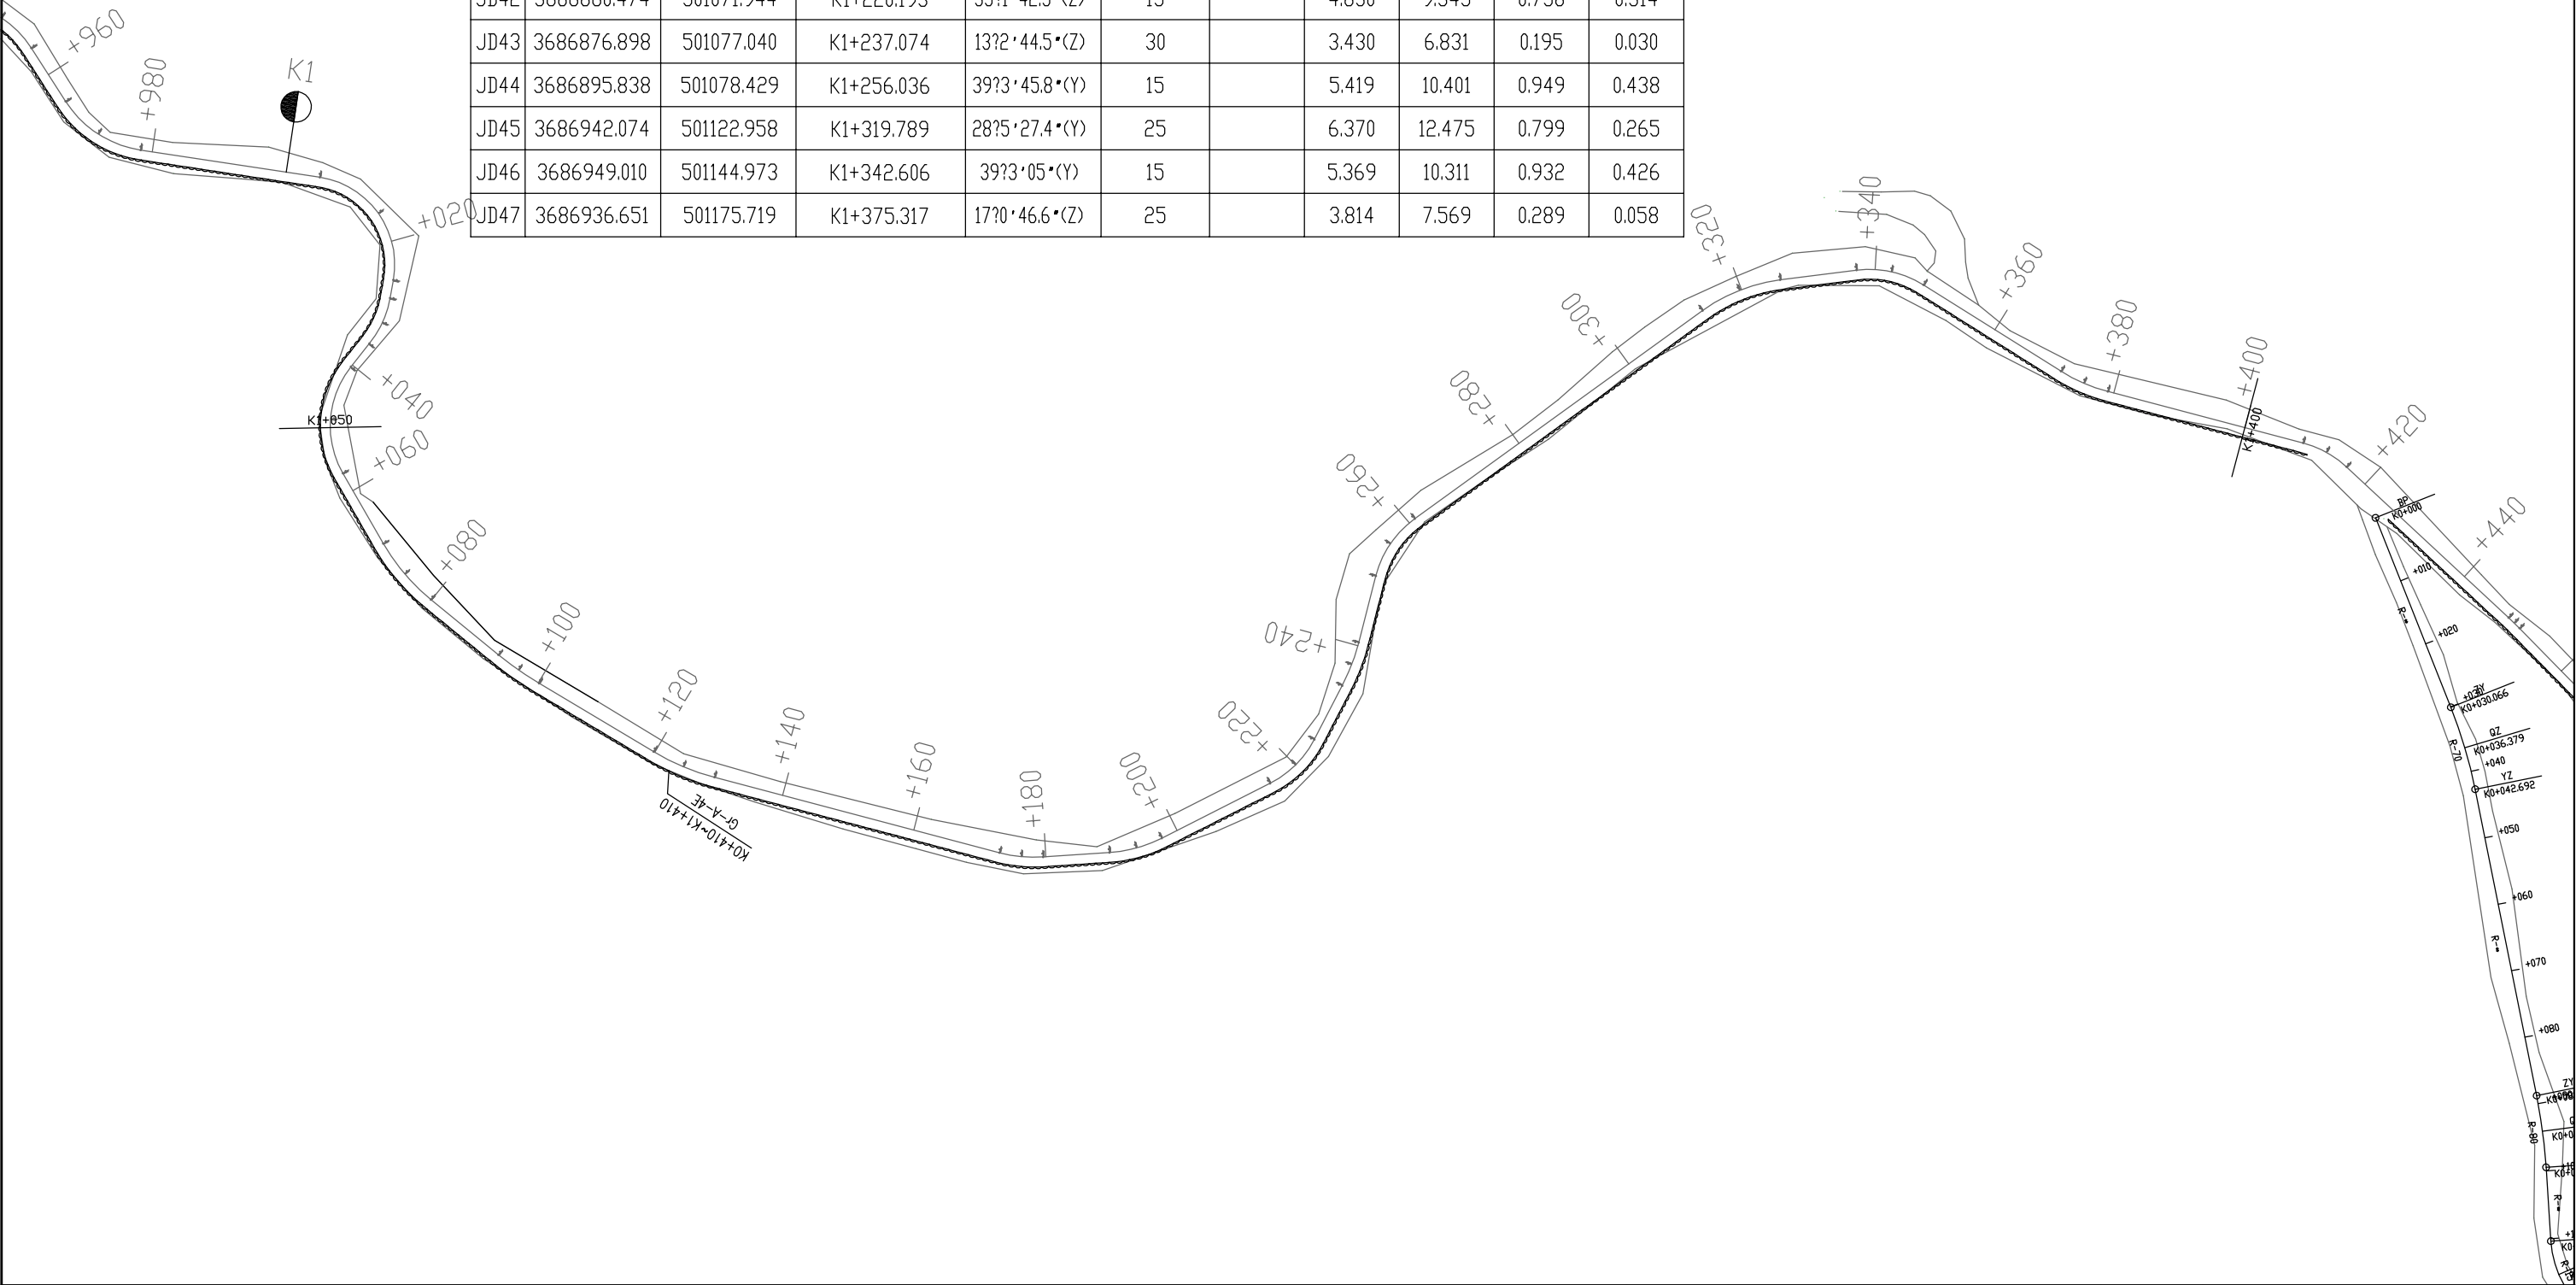 JD43 3686876.898 501077.040 K1+237.074 13?2'44.5"(Z) 30 3.430 6.831 0.195 0.030
JD44 3686895.838 501078.429 K1+256.036 39?3'45.8"(Y) 15 5.419 10.401 0.949 0.438
JD45 3686942.074 501122.958 K1+319.789 28?5'27.4"(Y) 25 6.370 12.475 0.799 0.265
JD46 3686949.010 501144.973 K1+342.606 39?3'05"(Y) 15 5.369 10.311 0.932 0.426
JD47 3686936.651 501175.719 K1+375.317 17?0'46.6"(Z) 25 3.814 7.569 0.289 0.058
+960
+980
K1
+020
+040
K1+050
+060
+080
+100
+120
+140
+160
+180
+200
+220
+240
+260
+280
+300
+320
+340
+360
+380
+400
K1+400
+420
+440
Gr-A-4E
K0+410~K1+410
BP
K0+000
+010
R-∞
+020
+030
ZY
K0+030.066
QZ
K0+036.379
R-70
+040
YZ
K0+042.692
+050
+060
R-∞
+070
+080
ZY
R-80
R-∞